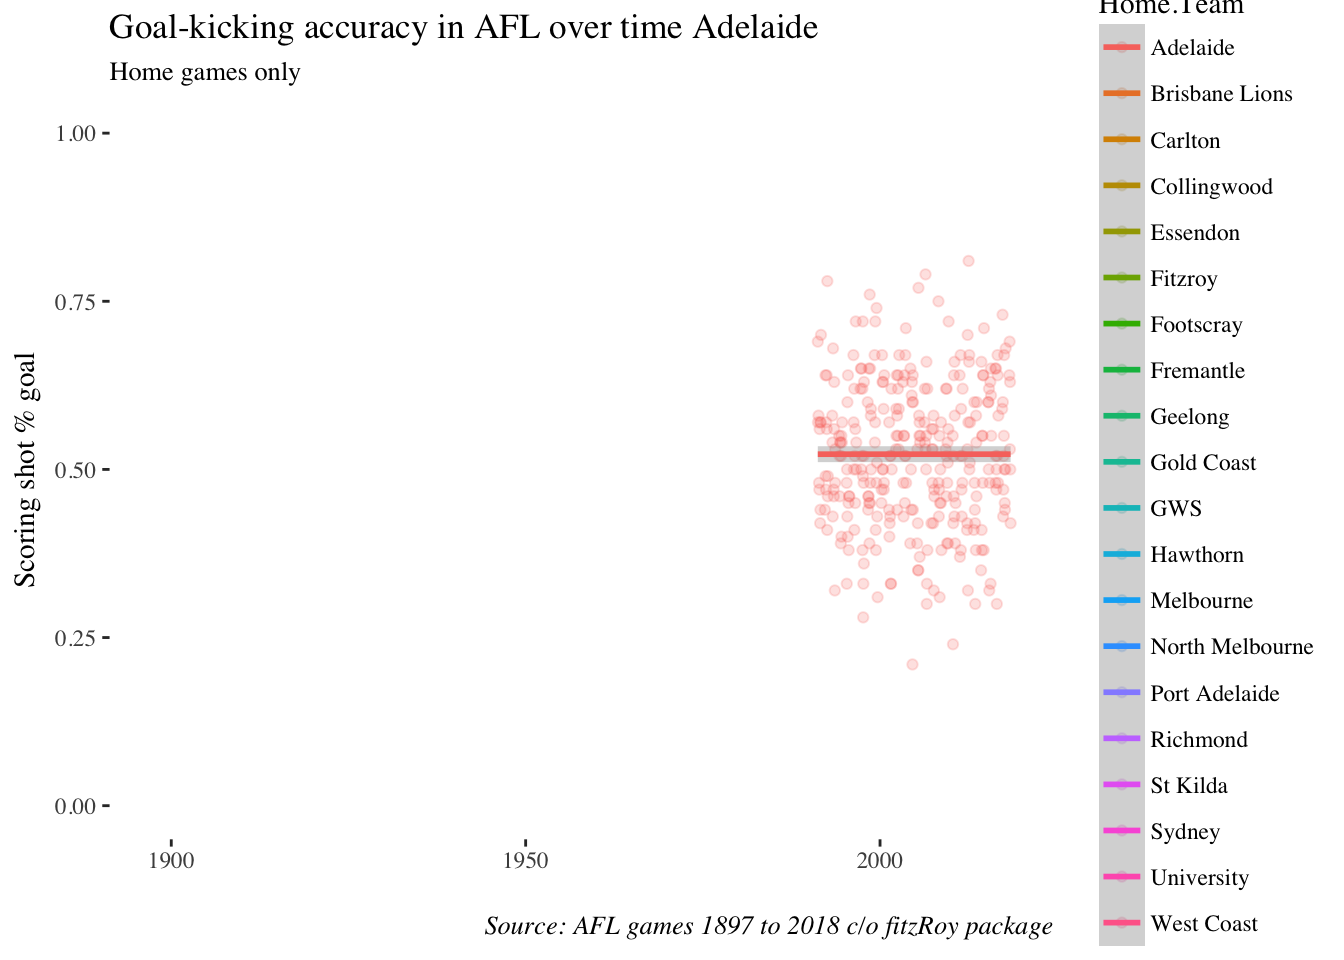 Goal-kicking accuracy in AFL over time Adelaide
Home games only
Home.Team
Adelaide
Brisbane Lions
Carlton
Collingwood
Essendon
Fitzroy
Footscray
Fremantle
Geelong
Gold Coast
GWS
Hawthorn
Melbourne
North Melbourne
Port Adelaide
Richmond
St Kilda
Sydney
University
West Coast
Scoring shot % goal
1.00
0.75
0.50
0.25
0.00
1900
1950
2000
Source: AFL games 1897 to 2018 c/o fitzRoy package